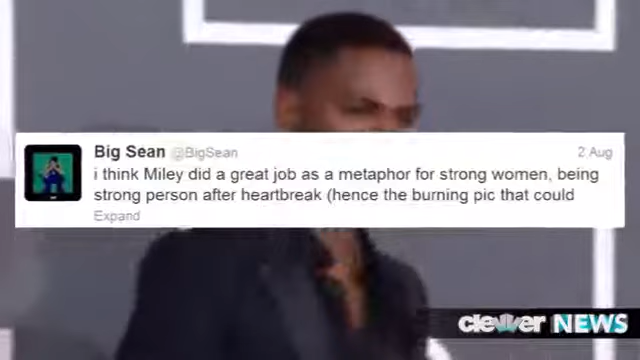 Big Sean @BigSean 2 Aug
i think Miley did a great job as a metaphor for strong women, being
strong person after heartbreak (hence the burning pic that could
Expand
clevver NEWS